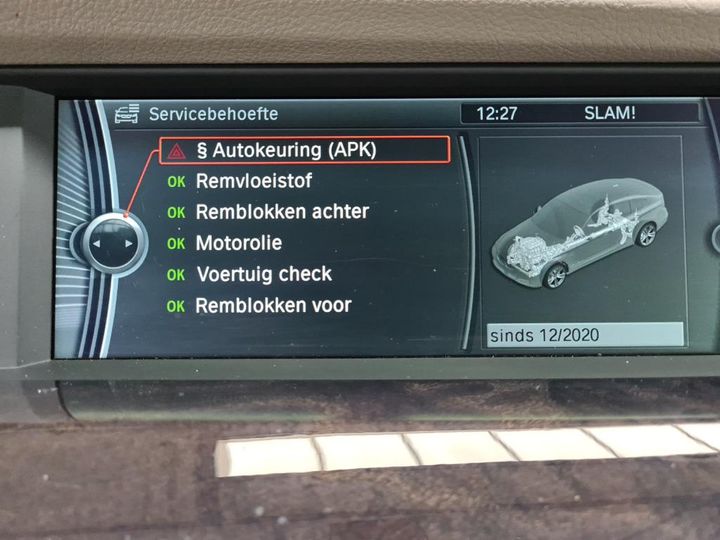 Servicebehoefte
12:27
SLAM!
§ Autokeuring (APK)
OK Remvloeistof
OK Remblokken achter
OK Motorolie
OK Voertuig check
OK Remblokken voor
sinds 12/2020